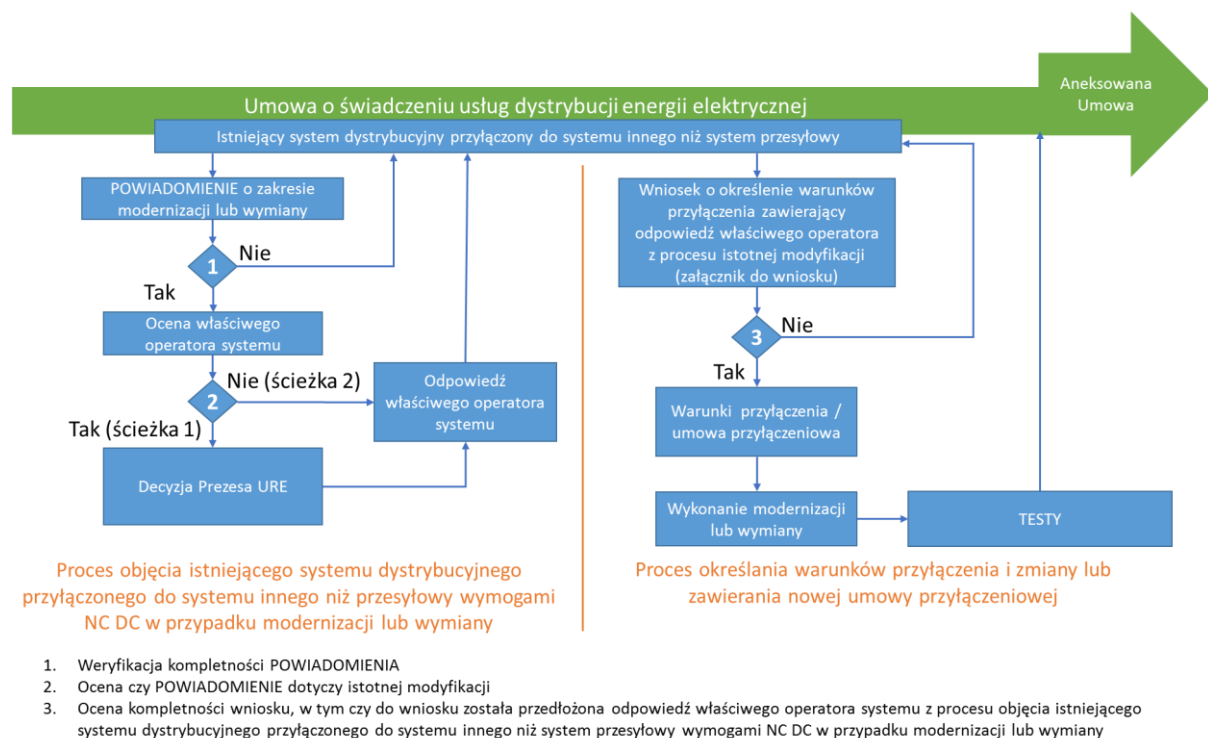 Aneksowana
Umowa
Umowa o świadczeniu usług dystrybucji energii elektrycznej
Istniejący system dystrybucyjny przyłączony do systemu innego niż system przesyłowy
POWIADOMIENIE o zakresie
modernizacji lub wymiany
1
Nie
Tak
Ocena właściwego
operatora systemu
2
Nie (ścieżka 2)
Tak (ścieżka 1)
Odpowiedź
właściwego operatora
systemu
Decyzja Prezesa URE
Proces objęcia istniejącego systemu dystrybucyjnego
przyłączonego do systemu innego niż przesyłowy wymogami
NC DC w przypadku modernizacji lub wymiany
Wniosek o określenie warunków
przyłączenia zawierający
odpowiedź właściwego operatora
z procesu istotnej modyfikacji
(załącznik do wniosku)
3
Nie
Tak
Warunki przyłączenia /
umowa przyłączeniowa
Wykonanie modernizacji
lub wymiany
TESTY
Proces określania warunków przyłączenia i zmiany lub
zawierania nowej umowy przyłączeniowej
1. Weryfikacja kompletności POWIADOMIENIA
2. Ocena czy POWIADOMIENIE dotyczy istotnej modyfikacji
3. Ocena kompletności wniosku, w tym czy do wniosku została przedłożona odpowiedź właściwego operatora systemu z procesu objęcia istniejącego
systemu dystrybucyjnego przyłączonego do systemu innego niż system przesyłowy wymogami NC DC w przypadku modernizacji lub wymiany